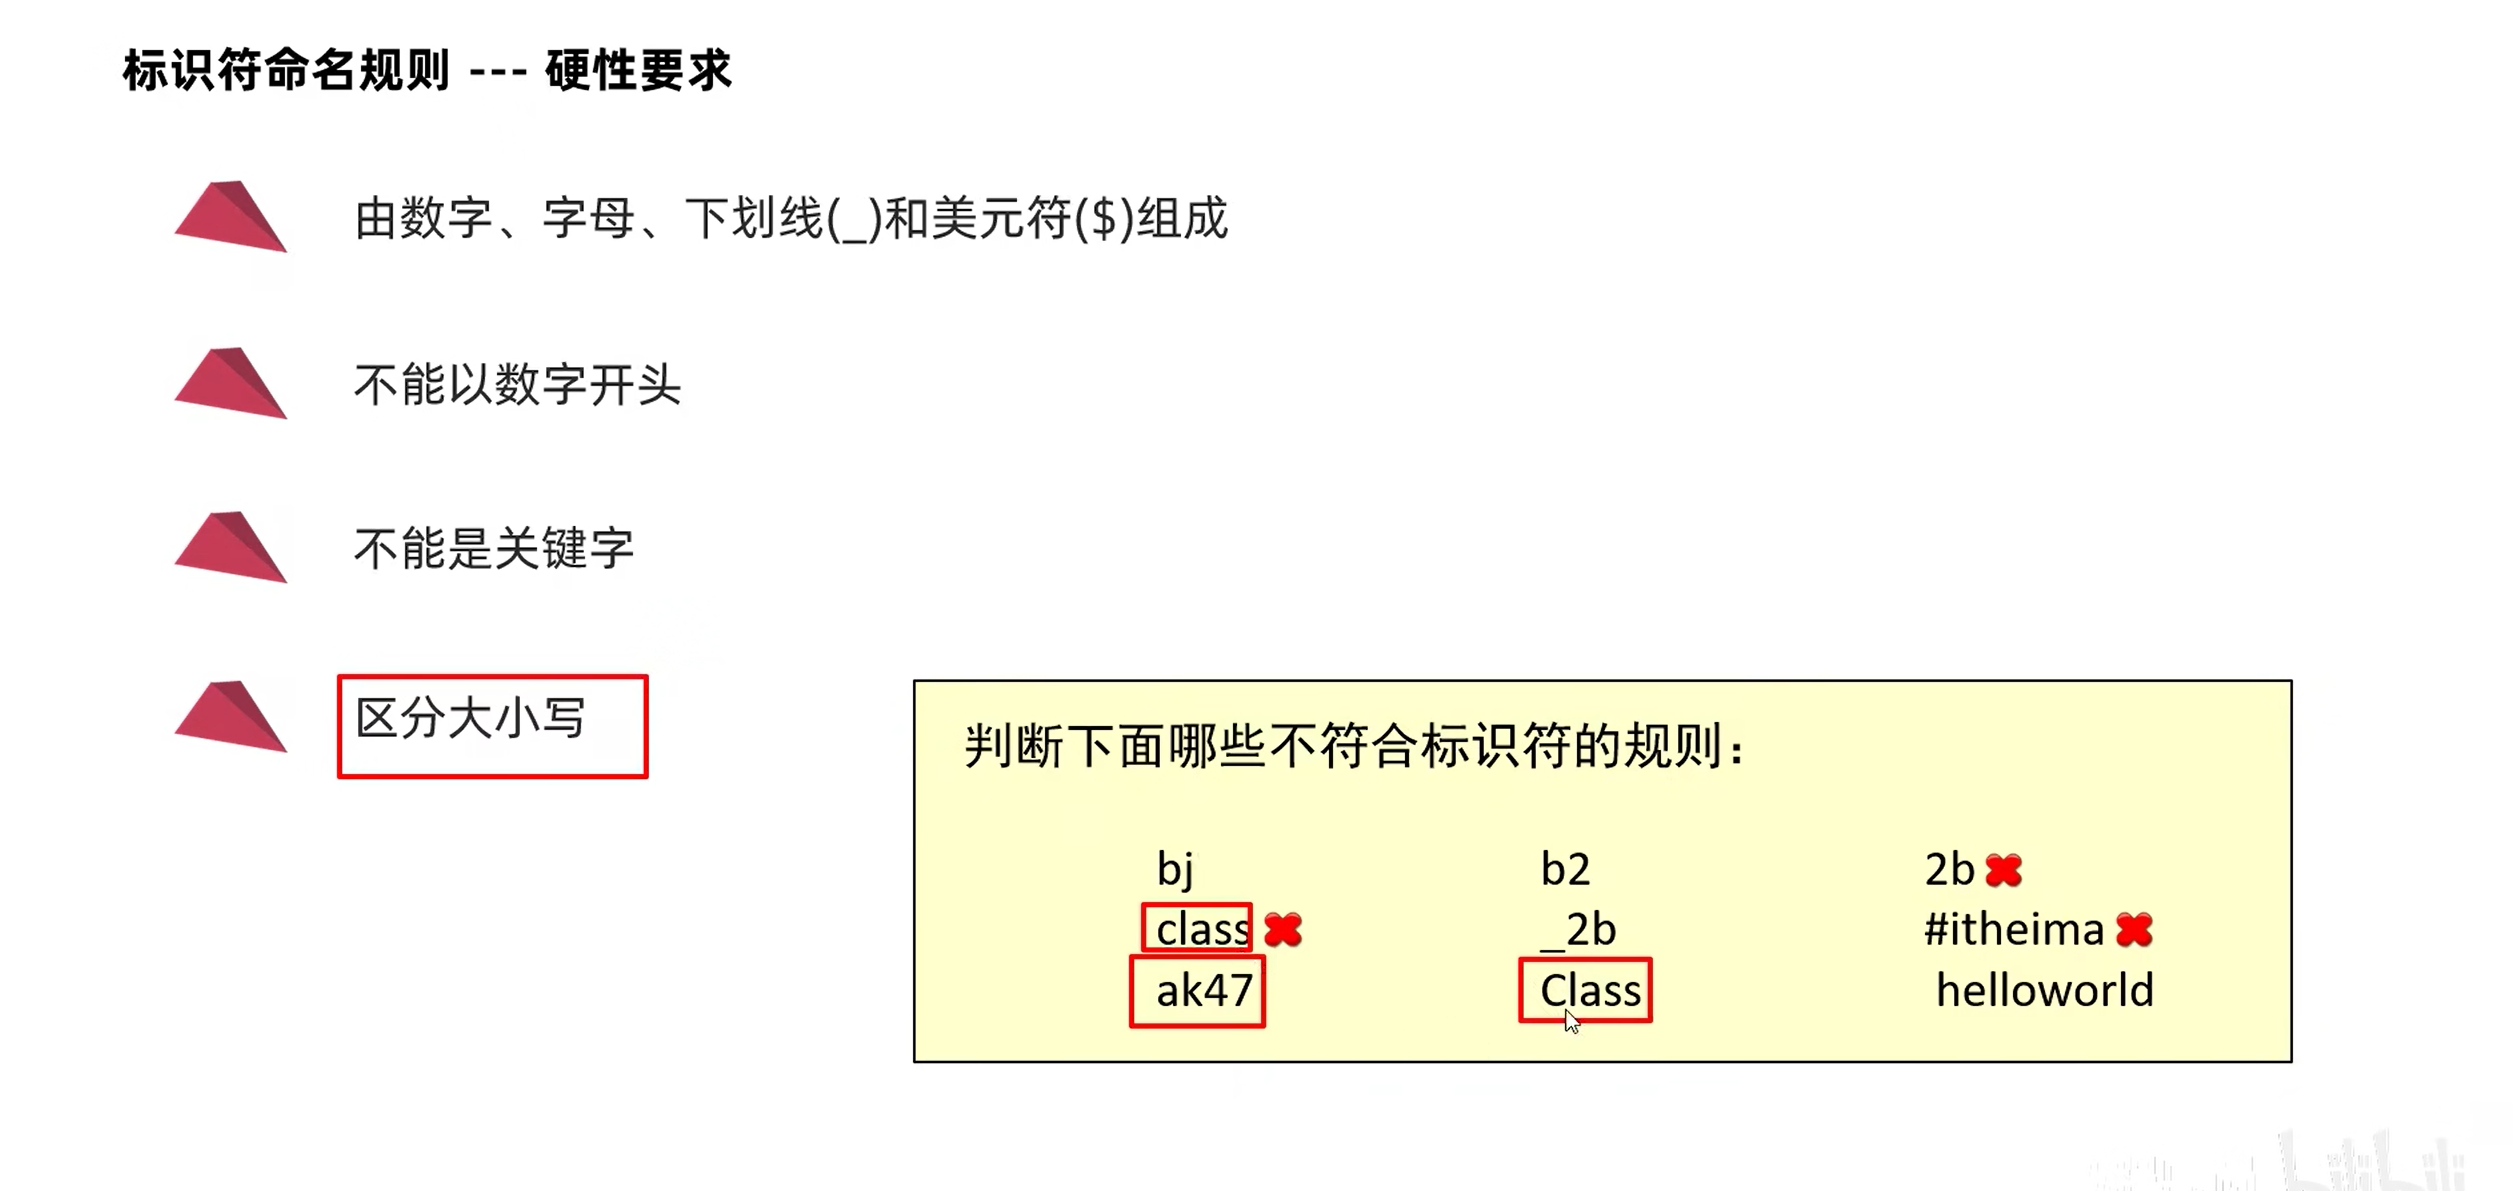 标识符命名规则 --- 硬性要求
由数字、字母、下划线(_)和美元符($)组成
不能以数字开头
不能是关键字
区分大小写
判断下面哪些不符合标识符的规则：
bj b2 2b
class _2b #itheima
ak47 Class helloworld
bilibili